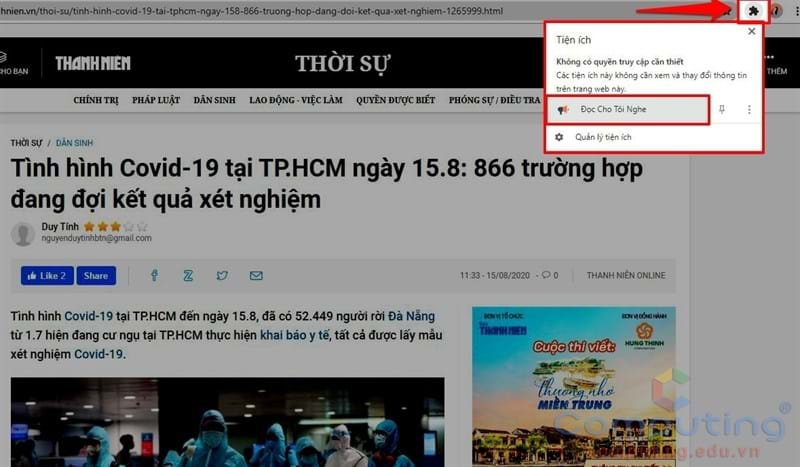 nnien.vn/thoi-su/tinh-hinh-covid-19-tai-tphcm-ngay-158-866-truong-hop-dang-doi-ket-qua-xet-nghiem-1265999.html
Tiện ích
Không có quyền truy cập cần thiết
Các tiện ích này không cần xem và thay đổi thông tin
trên trang web này.
Đọc Cho Tôi Nghe
Quản lý tiện ích
CHO BẠN
THANH NIÊN
THỜI SỰ
THÊM
CHÍNH TRỊ
PHÁP LUẬT
DÂN SINH
LAO ĐỘNG - VIỆC LÀM
QUYỀN ĐƯỢC BIẾT
PHÓNG SỰ / ĐIỀU TRA
THỜI SỰ / DÂN SINH
Tình hình Covid-19 tại TP.HCM ngày 15.8: 866 trường hợp
đang đợi kết quả xét nghiệm
Duy Tính
nguyenduytinhbtn@gmail.com
Like 2
Share
11:33 - 15/08/2020 - 0
THANH NIÊN ONLINE
Tình hình Covid-19 tại TP.HCM đến ngày 15.8, đã có 52.449 người rời Đà Nẵng
từ 1.7 hiện đang cư ngụ tại TP.HCM thực hiện khai báo y tế, tất cả được lấy mẫu
xét nghiệm Covid-19.
ĐƠN VỊ TỔ CHỨC
THANH NIÊN
ĐƠN VỊ ĐỒNG HÀNH
HUNG THINH
Cuộc thi viết:
thương nhớ
MIỀN TRUNG
Computing
computing.edu.vn